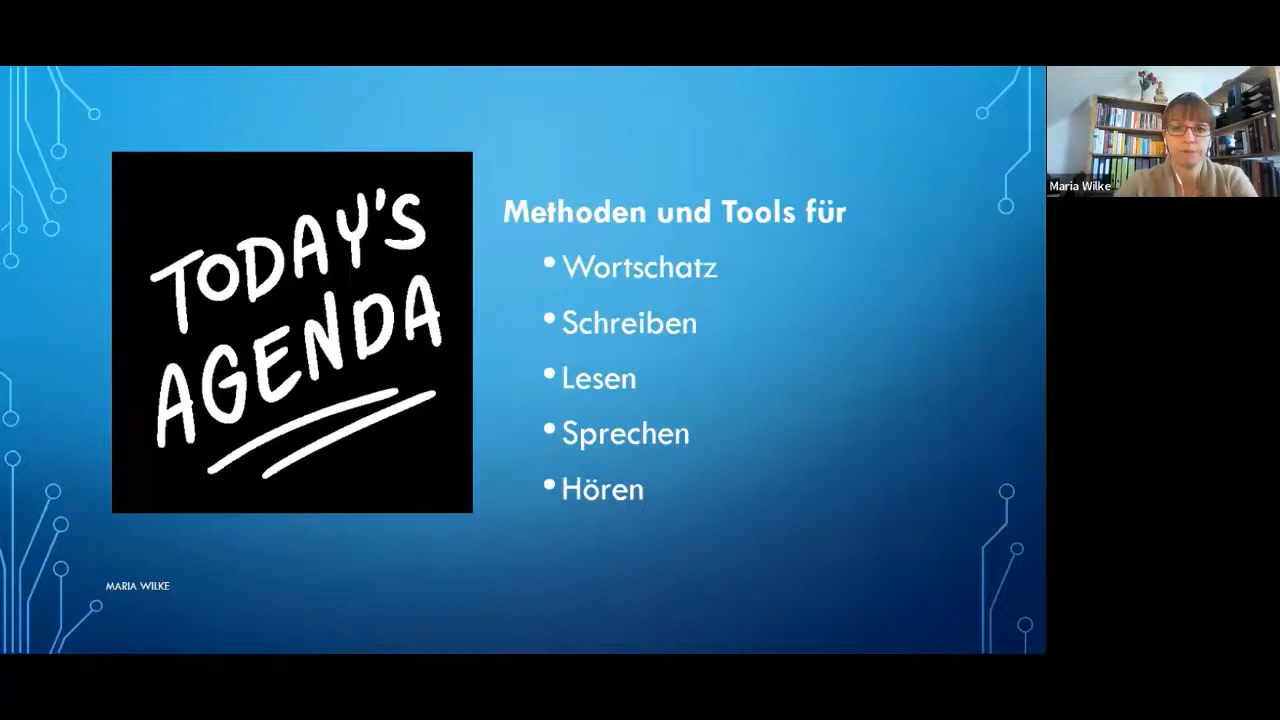 TODAY'S
AGENDA
Methoden und Tools für
• Wortschatz
• Schreiben
• Lesen
• Sprechen
• Hören
MARIA WILKE
Maria Wilke